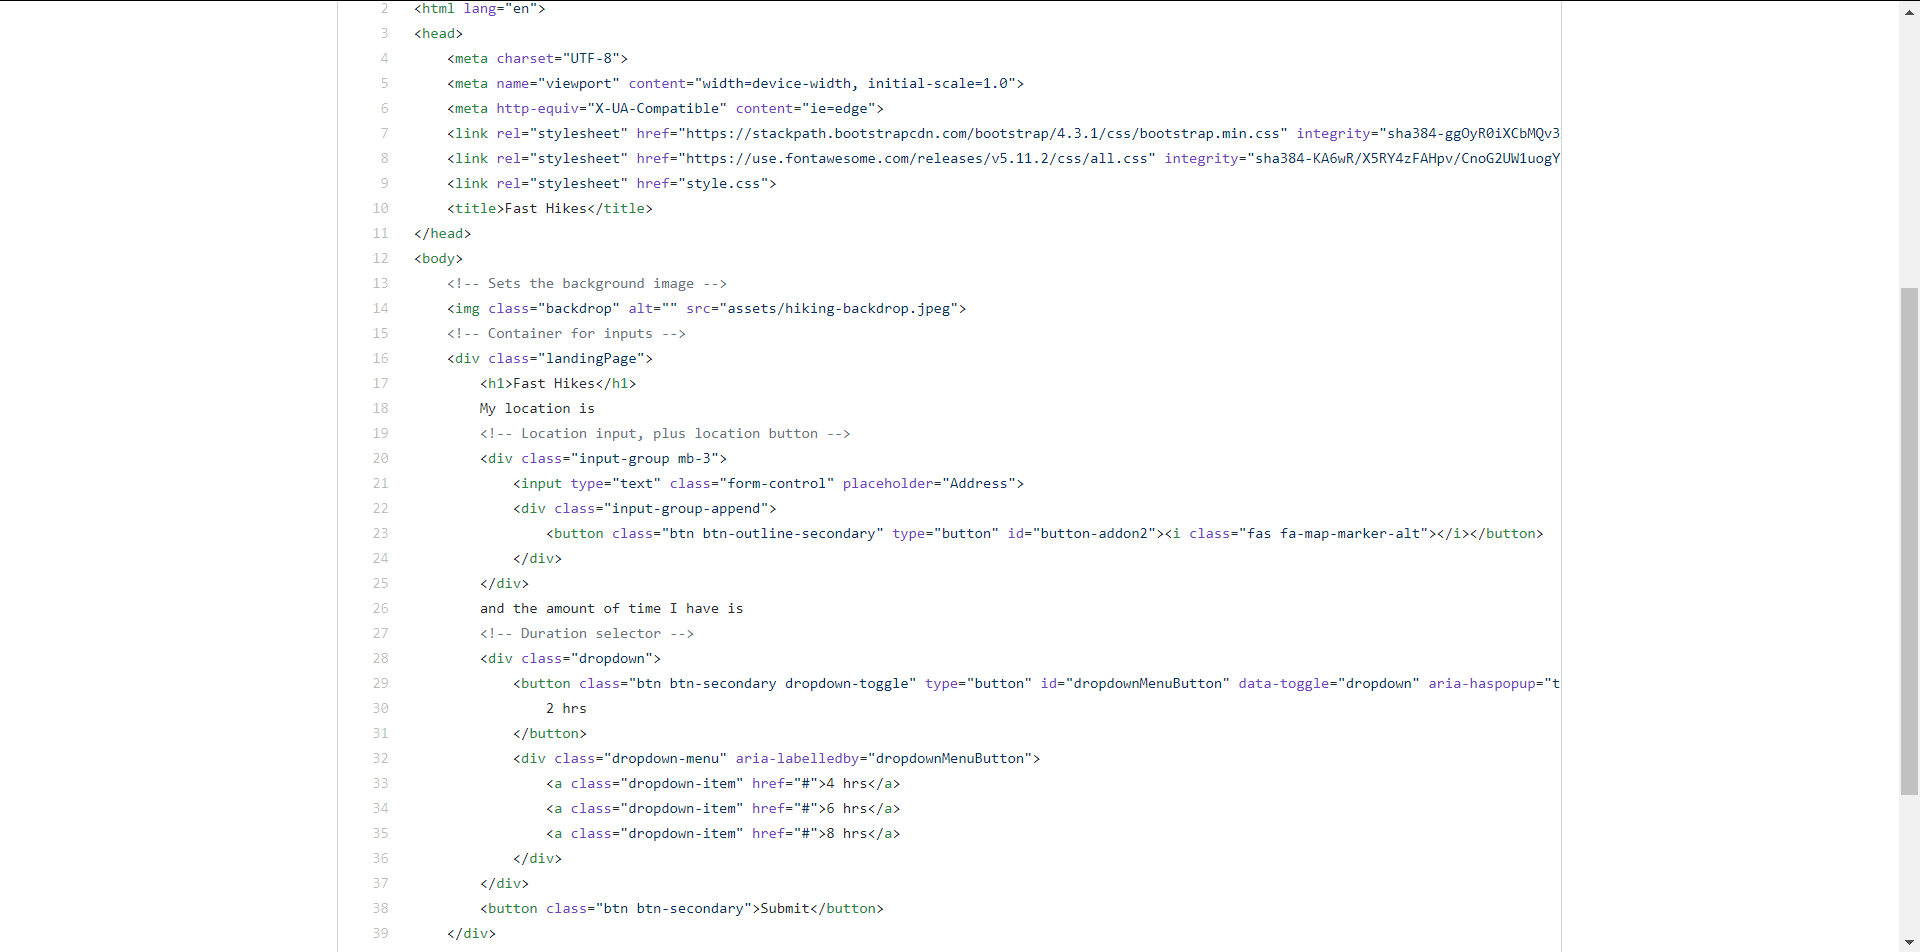 2 <html lang="en">
3 <head>
4 <meta charset="UTF-8">
5 <meta name="viewport" content="width=device-width, initial-scale=1.0">
6 <meta http-equiv="X-UA-Compatible" content="ie=edge">
7 <link rel="stylesheet" href="https://stackpath.bootstrapcdn.com/bootstrap/4.3.1/css/bootstrap.min.css" integrity="sha384-ggOyR0iXCbMQv3
8 <link rel="stylesheet" href="https://use.fontawesome.com/releases/v5.11.2/css/all.css" integrity="sha384-KA6wR/X5RY4zFAHpv/CnoG2UW1uogY
9 <link rel="stylesheet" href="style.css">
10 <title>Fast Hikes</title>
11 </head>
12 <body>
13 <!-- Sets the background image -->
14 <img class="backdrop" alt="" src="assets/hiking-backdrop.jpeg">
15 <!-- Container for inputs -->
16 <div class="landingPage">
17 <h1>Fast Hikes</h1>
18 My location is
19 <!-- Location input, plus location button -->
20 <div class="input-group mb-3">
21 <input type="text" class="form-control" placeholder="Address">
22 <div class="input-group-append">
23 <button class="btn btn-outline-secondary" type="button" id="button-addon2"><i class="fas fa-map-marker-alt"></i></button>
24 </div>
25 </div>
26 and the amount of time I have is
27 <!-- Duration selector -->
28 <div class="dropdown">
29 <button class="btn btn-secondary dropdown-toggle" type="button" id="dropdownMenuButton" data-toggle="dropdown" aria-haspopup="t
30 2 hrs
31 </button>
32 <div class="dropdown-menu" aria-labelledby="dropdownMenuButton">
33 <a class="dropdown-item" href="#">4 hrs</a>
34 <a class="dropdown-item" href="#">6 hrs</a>
35 <a class="dropdown-item" href="#">8 hrs</a>
36 </div>
37 </div>
38 <button class="btn btn-secondary">Submit</button>
39 </div>